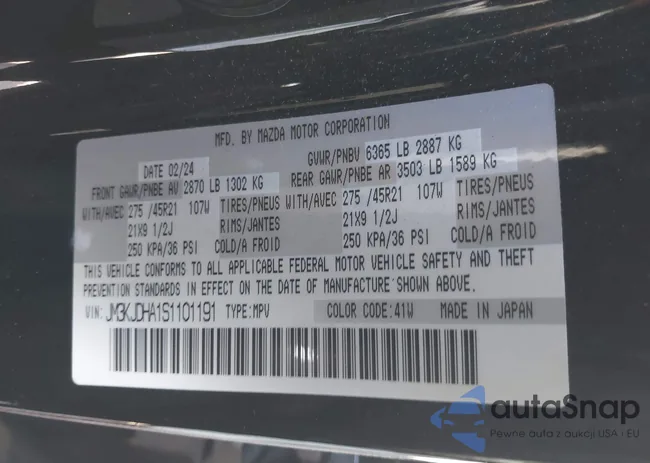 MFD. BY MAZDA MOTOR CORPORATION
DATE 02/24 GVWR/PNBV 6365 LB 2887 KG
FRONT GAWR/PNBE AV 2870 LB 1302 KG REAR GAWR/PNBE AR 3503 LB 1589 KG
WITH/AVEC 275 /45R21 107W TIRES/PNEUS WITH/AVEC 275 /45R21 107W TIRES/PNEUS
21X9 1/2J RIMS/JANTES 21X9 1/2J RIMS/JANTES
250 KPA/36 PSI COLD/A FROID 250 KPA/36 PSI COLD/A FROID
THIS VEHICLE CONFORMS TO ALL APPLICABLE FEDERAL MOTOR VEHICLE SAFETY AND THEFT
PREVENTION STANDARDS IN EFFECT ON THE DATE OF MANUFACTURE SHOWN ABOVE.
VIN: JM3KJDHA1S1101191 TYPE:MPV COLOR CODE:41W MADE IN JAPAN
autoSnap
Pewne auta z aukcji USA i EU